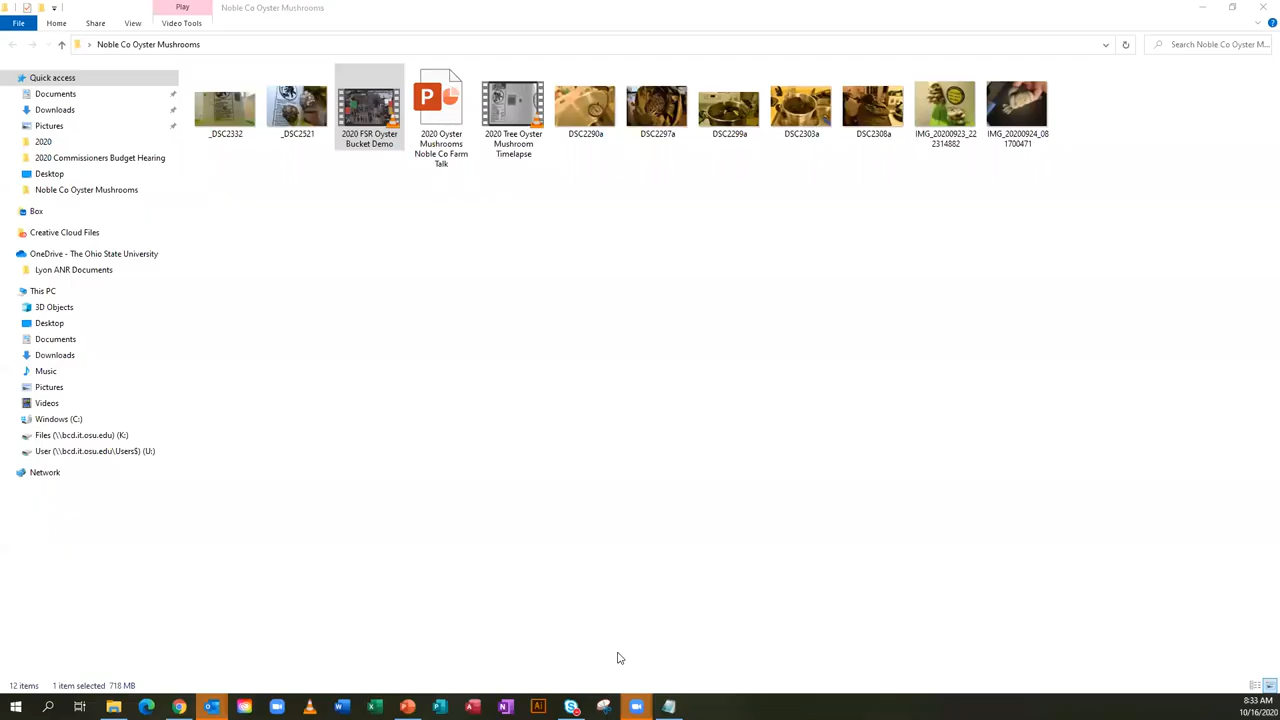 Play
Noble Co Oyster Mushrooms
File
Home
Share
View
Video Tools
Noble Co Oyster Mushrooms
Search Noble Co Oyster M...
Quick access
Documents
Downloads
Pictures
2020
2020 Commissioners Budget Hearing
Desktop
Noble Co Oyster Mushrooms
Box
Creative Cloud Files
OneDrive - The Ohio State University
Lyon ANR Documents
This PC
3D Objects
Desktop
Documents
Downloads
Music
Pictures
Videos
Windows (C:)
Files (\\bcd.it.osu.edu) (K:)
User (\\bcd.it.osu.edu\Users$) (U:)
Network
_DSC2332
_DSC2521
2020 FSR Oyster
Bucket Demo
P
2020 Oyster
Mushrooms
Noble Co Farm
Talk
2020 Tree Oyster
Mushroom
Timelapse
DSC2290a
DSC2297a
DSC2299a
DSC2303a
DSC2308a
IMG_20200923_22
2314882
IMG_20200924_08
1700471
12 items
1 item selected 718 MB
8:33 AM
10/16/2020